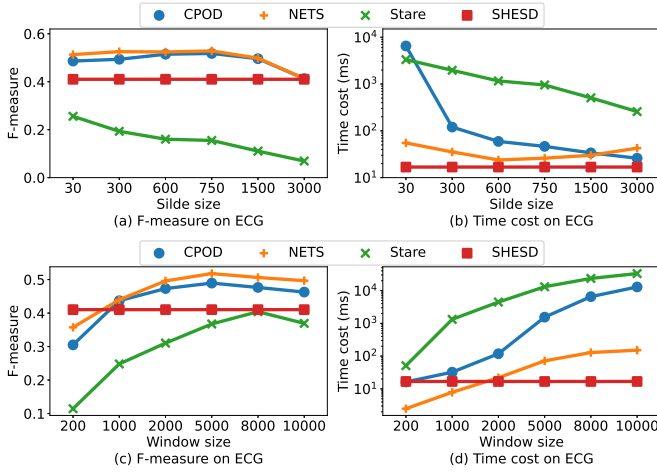 CPOD NETS Stare SHESD
F-measure
0.6
0.4
0.2
0.0
30 300 600 750 1500 3000
Silde size
(a) F-measure on ECG
Time cost (ms)
10^4
10^3
10^2
10^1
30 300 600 750 1500 3000
Silde size
(b) Time cost on ECG
CPOD NETS Stare SHESD
F-measure
0.5
0.4
0.3
0.2
0.1
200 1000 2000 5000 8000 10000
Window size
(c) F-measure on ECG
Time cost (ms)
10^4
10^3
10^2
10^1
200 1000 2000 5000 8000 10000
Window size
(d) Time cost on ECG